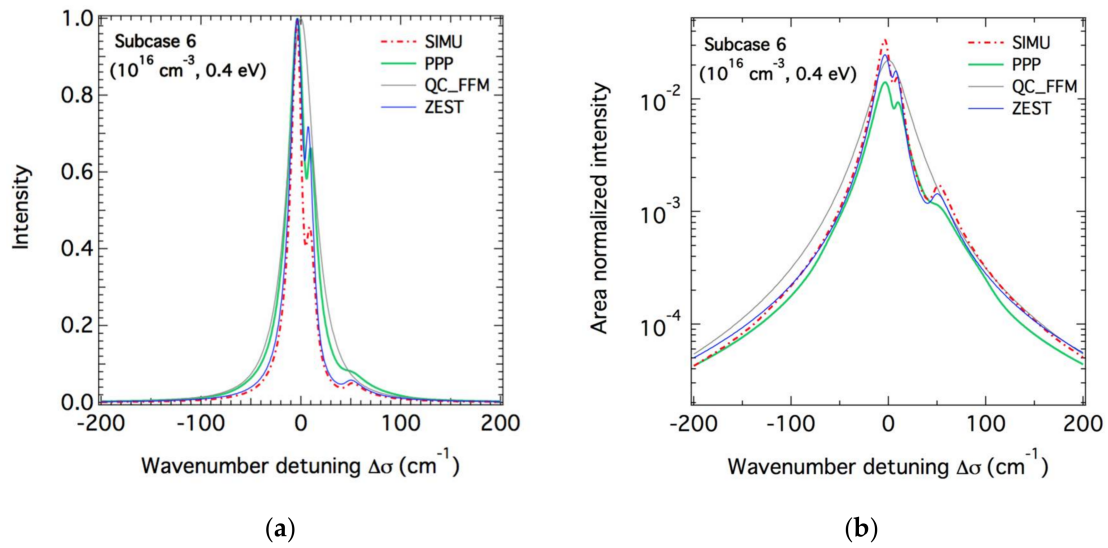 1.0
0.8
0.6
0.4
0.2
0.0
Intensity
Subcase 6
(10^16 cm^-3, 0.4 eV)
SIMU
PPP
QC_FFM
ZEST
-200 -100 0 100 200
Wavenumber detuning Δσ (cm^-1)
(a)
10^-2
10^-3
10^-4
Area normalized intensity
Subcase 6
(10^16 cm^-3, 0.4 eV)
SIMU
PPP
QC_FFM
ZEST
-200 -100 0 100 200
Wavenumber detuning Δσ (cm^-1)
(b)